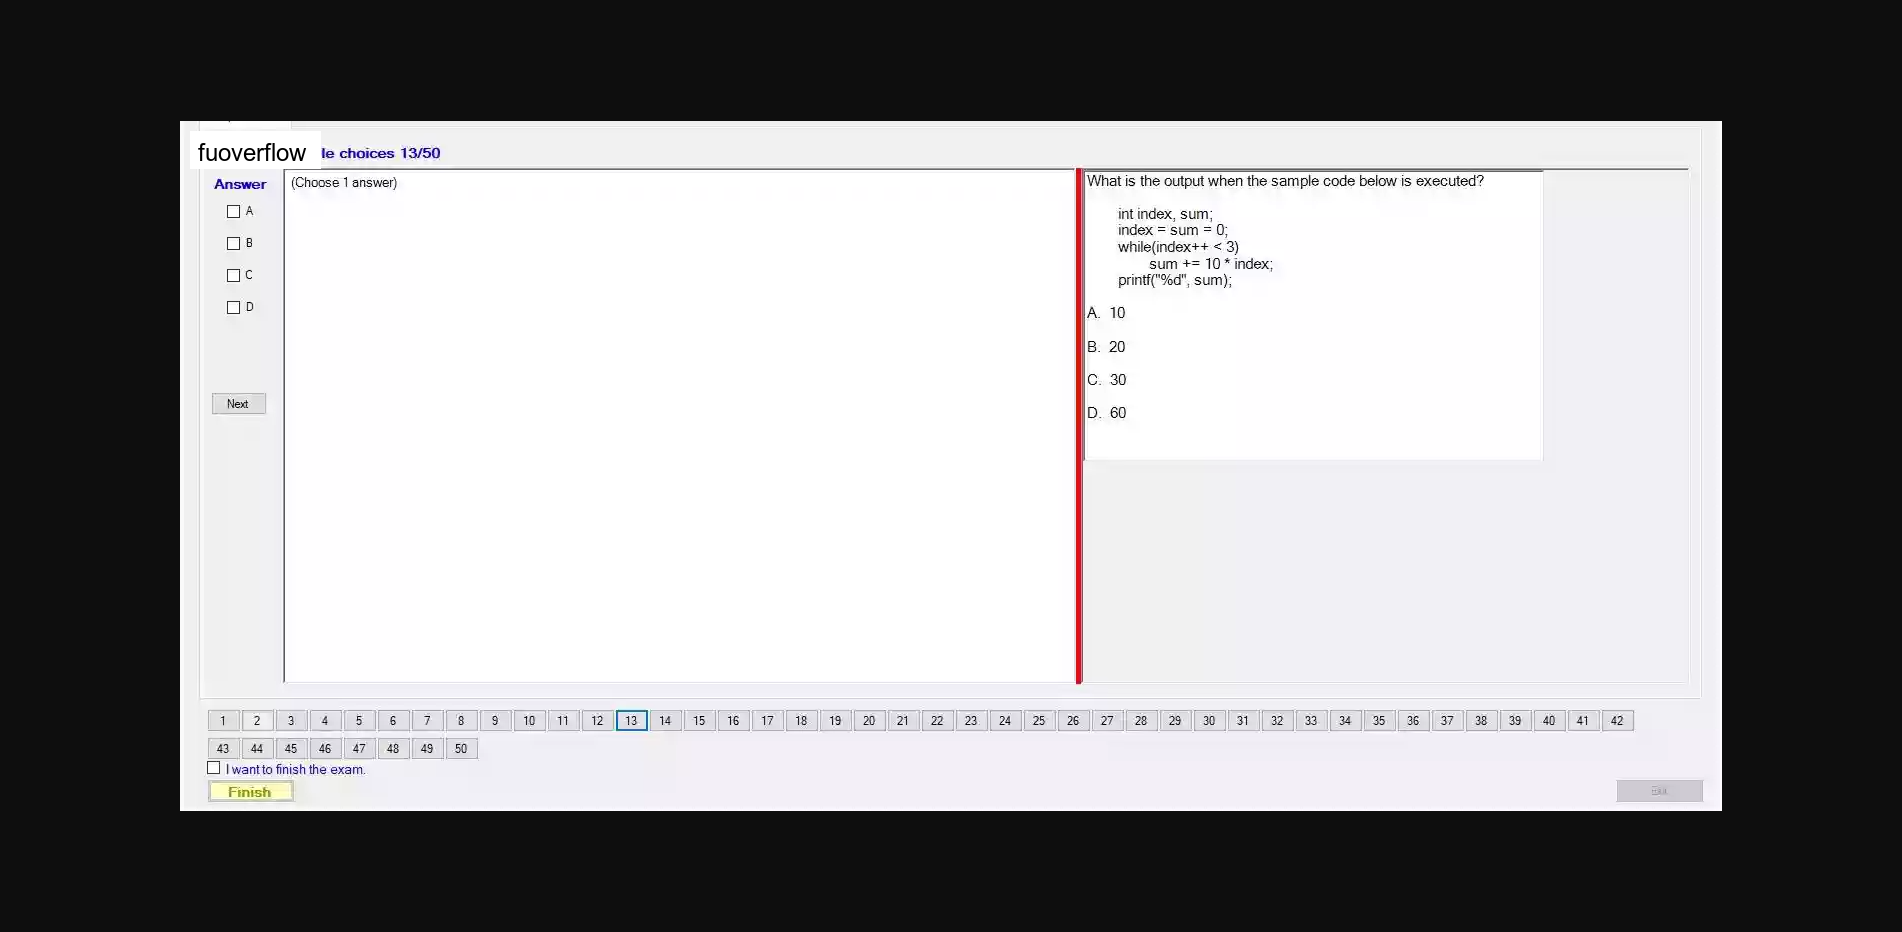 fuoverflow
le choices 13/50
Answer
(Choose 1 answer)
A
B
C
D
Next
What is the output when the sample code below is executed?
int index, sum;
index = sum = 0;
while(index++ < 3)
sum += 10 * index;
printf("%d", sum);
A. 10
B. 20
C. 30
D. 60
1 2 3 4 5 6 7 8 9 10 11 12 13 14 15 16 17 18 19 20 21 22 23 24 25 26 27 28 29 30 31 32 33 34 35 36 37 38 39 40 41 42
43 44 45 46 47 48 49 50
I want to finish the exam.
Finish
Exit